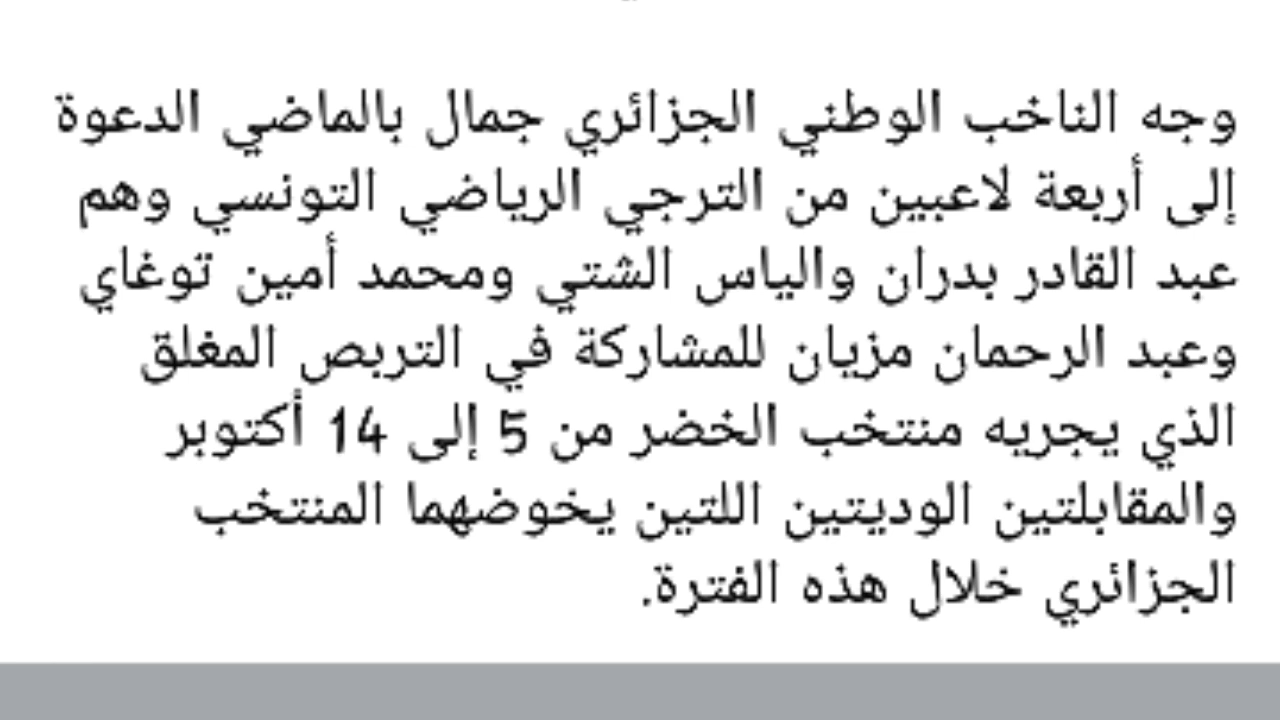 وجه الناخب الوطني الجزائري جمال بالماضي الدعوة
إلى أربعة لاعبين من الترجي الرياضي التونسي وهم
عبد القادر بدران والياس الشتي ومحمد أمين توغاي
وعبد الرحمان مزيان للمشاركة في التربص المغلق
الذي يجريه منتخب الخضر من 5 إلى 14 أكتوبر
والمقابلتين الوديتين اللتين يخوضهما المنتخب
الجزائري خلال هذه الفترة.